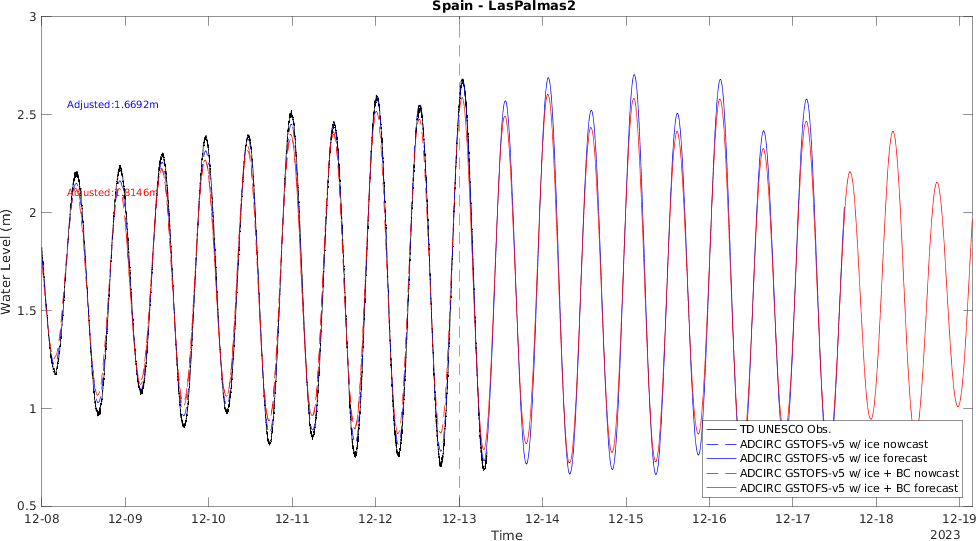 Spain - LasPalmas2
3
2.5
2
1.5
1
0.5
Water Level (m)
Adjusted:1.6692m
Adjusted:1.8146m
TD UNESCO Obs.
ADCIRC GSTOFS-v5 w/ ice nowcast
ADCIRC GSTOFS-v5 w/ ice forecast
ADCIRC GSTOFS-v5 w/ ice + BC nowcast
ADCIRC GSTOFS-v5 w/ ice + BC forecast
12-08 12-09 12-10 12-11 12-12 12-13 12-14 12-15 12-16 12-17 12-18 12-19
Time
2023